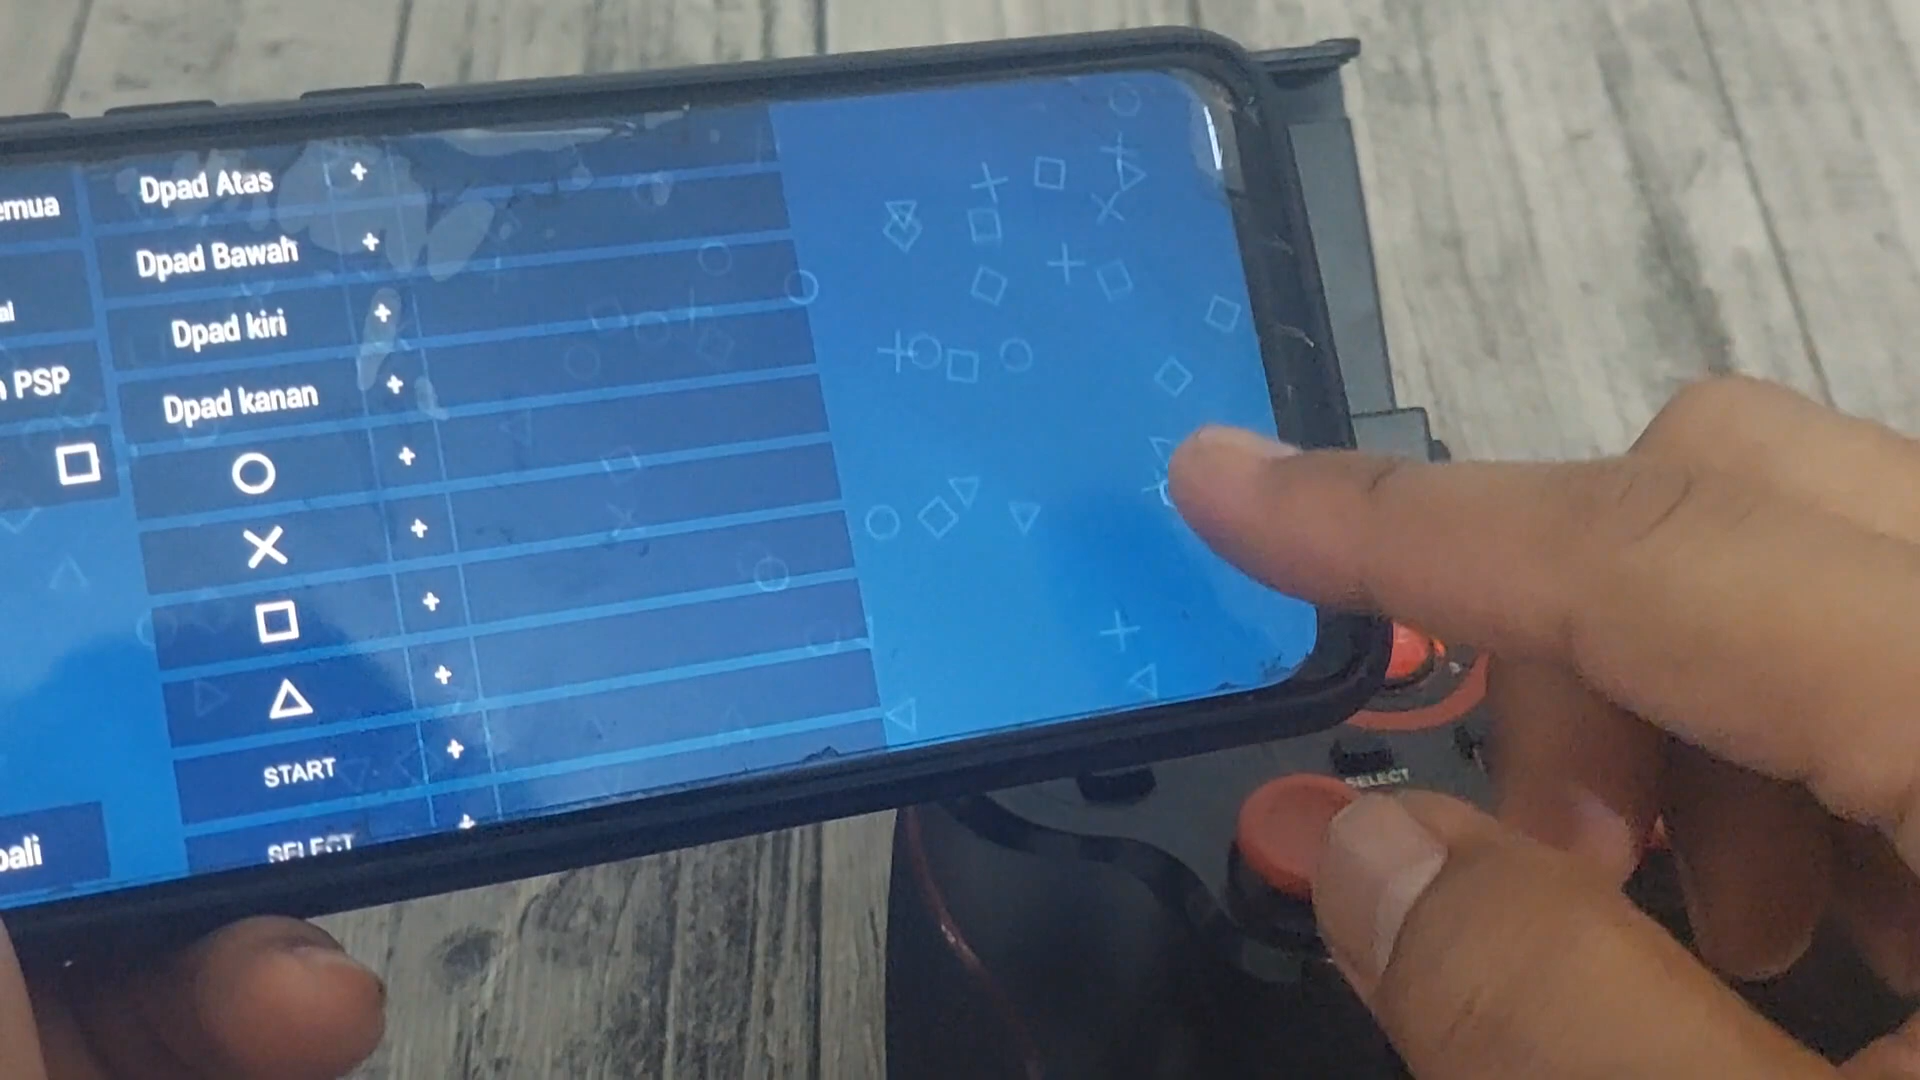 emua
al
n PSP
bali
Dpad Atas
Dpad Bawah
Dpad kiri
Dpad kanan
START
SELECT
SELECT